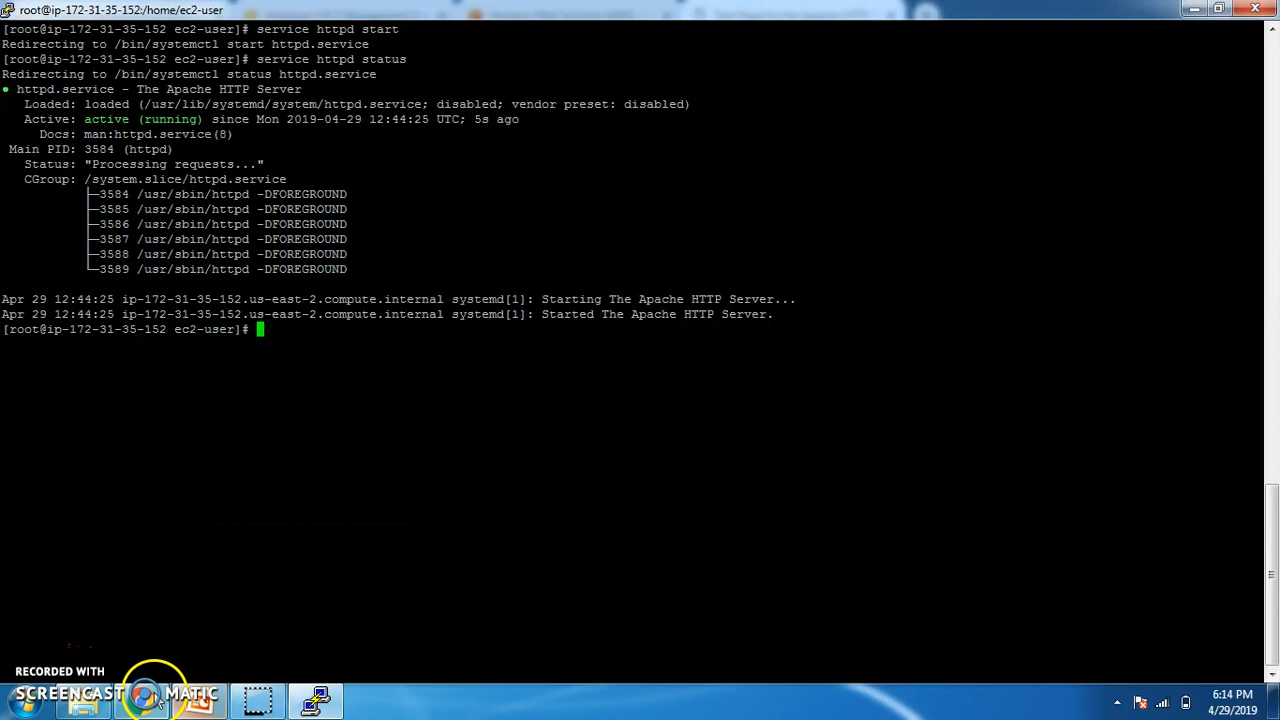 root@ip-172-31-35-152:/home/ec2-user
[root@ip-172-31-35-152 ec2-user]# service httpd start
Redirecting to /bin/systemctl start httpd.service
[root@ip-172-31-35-152 ec2-user]# service httpd status
Redirecting to /bin/systemctl status httpd.service
● httpd.service - The Apache HTTP Server
Loaded: loaded (/usr/lib/systemd/system/httpd.service; disabled; vendor preset: disabled)
Active: active (running) since Mon 2019-04-29 12:44:25 UTC; 5s ago
Docs: man:httpd.service(8)
Main PID: 3584 (httpd)
Status: "Processing requests..."
CGroup: /system.slice/httpd.service
├─3584 /usr/sbin/httpd -DFOREGROUND
├─3585 /usr/sbin/httpd -DFOREGROUND
├─3586 /usr/sbin/httpd -DFOREGROUND
├─3587 /usr/sbin/httpd -DFOREGROUND
├─3588 /usr/sbin/httpd -DFOREGROUND
└─3589 /usr/sbin/httpd -DFOREGROUND
Apr 29 12:44:25 ip-172-31-35-152.us-east-2.compute.internal systemd[1]: Starting The Apache HTTP Server...
Apr 29 12:44:25 ip-172-31-35-152.us-east-2.compute.internal systemd[1]: Started The Apache HTTP Server.
[root@ip-172-31-35-152 ec2-user]#
RECORDED WITH
SCREENCAST MATIC
6:14 PM
4/29/2019